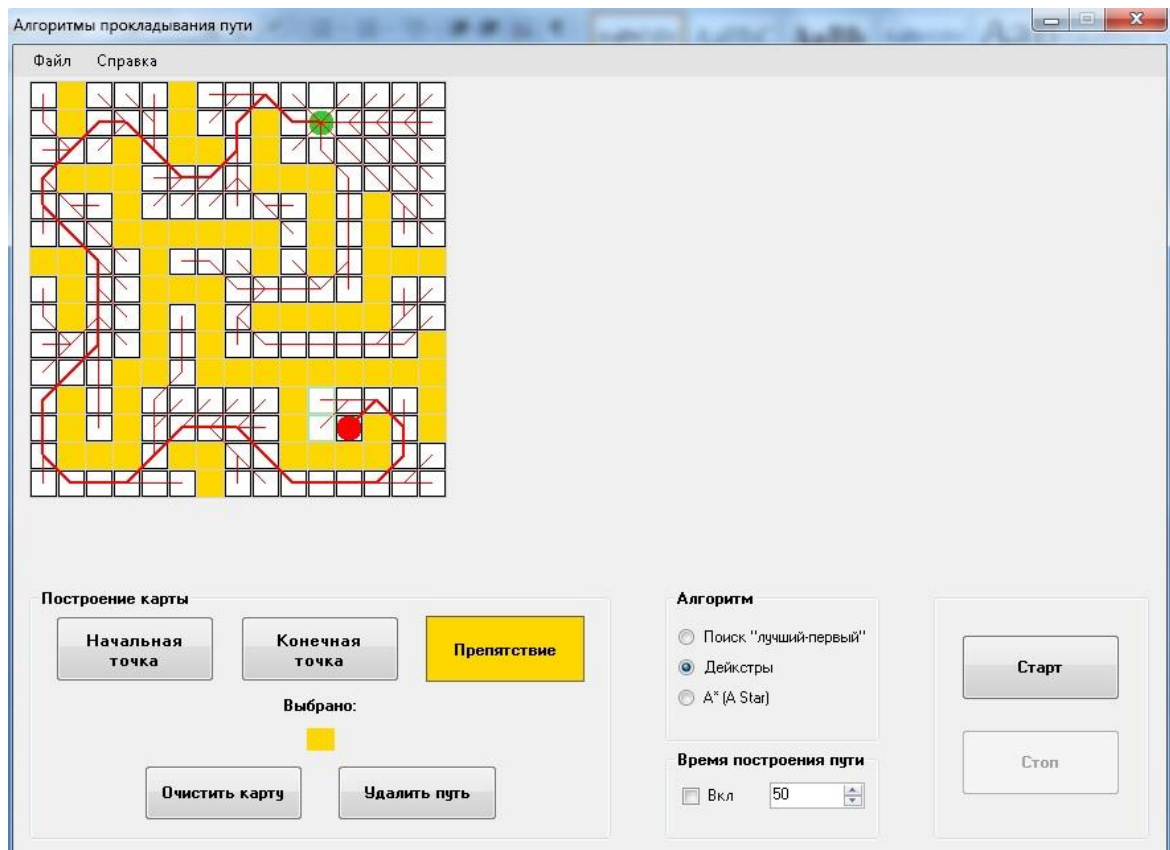 Алгоритмы прокладывания пути
Файл Справка
Построение карты
Начальная точка
Конечная точка
Препятствие
Выбрано:
Очистить карту
Удалить путь
Алгоритм
Поиск "лучший-первый"
Дейкстры
A* (A Star)
Время построения пути
Вкл 50
Старт
Стоп